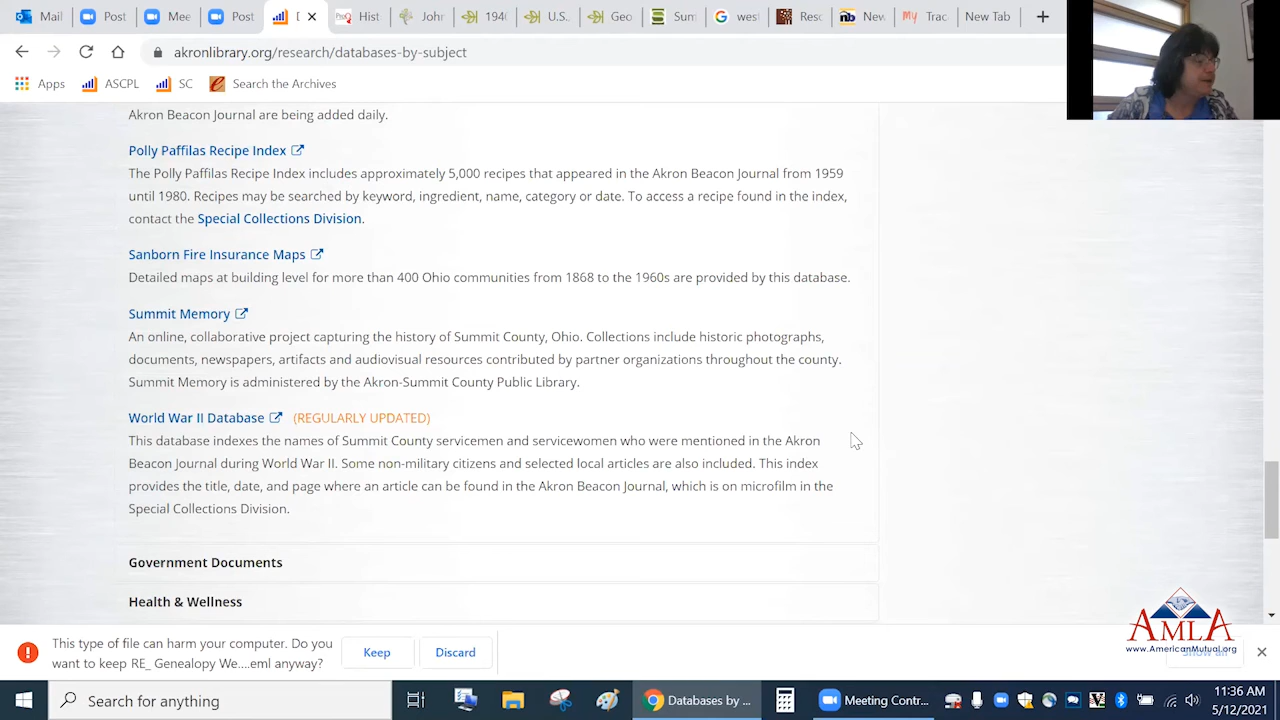 Mail
Post
Mee
Post
D
Hist
John
1940
U.S.
Geo
Sum
west
Reso
New
Trac
New Tab
akronlibrary.org/research/databases-by-subject
Apps
ASCPL
SC
Search the Archives
Akron Beacon Journal are being added daily.
Polly Paffilas Recipe Index
The Polly Paffilas Recipe Index includes approximately 5,000 recipes that appeared in the Akron Beacon Journal from 1959
until 1980. Recipes may be searched by keyword, ingredient, name, category or date. To access a recipe found in the index,
contact the Special Collections Division.
Sanborn Fire Insurance Maps
Detailed maps at building level for more than 400 Ohio communities from 1868 to the 1960s are provided by this database.
Summit Memory
An online, collaborative project capturing the history of Summit County, Ohio. Collections include historic photographs,
documents, newspapers, artifacts and audiovisual resources contributed by partner organizations throughout the county.
Summit Memory is administered by the Akron-Summit County Public Library.
World War II Database (REGULARLY UPDATED)
This database indexes the names of Summit County servicemen and servicewomen who were mentioned in the Akron
Beacon Journal during World War II. Some non-military citizens and selected local articles are also included. This index
provides the title, date, and page where an article can be found in the Akron Beacon Journal, which is on microfilm in the
Special Collections Division.
Government Documents
Health & Wellness
AMLA
www.AmericanMutual.org
This type of file can harm your computer. Do you
want to keep RE_ Genealopy We....eml anyway?
Keep
Discard
Show all
Search for anything
Databases by ...
Meeting Contr...
11:36 AM
5/12/2021